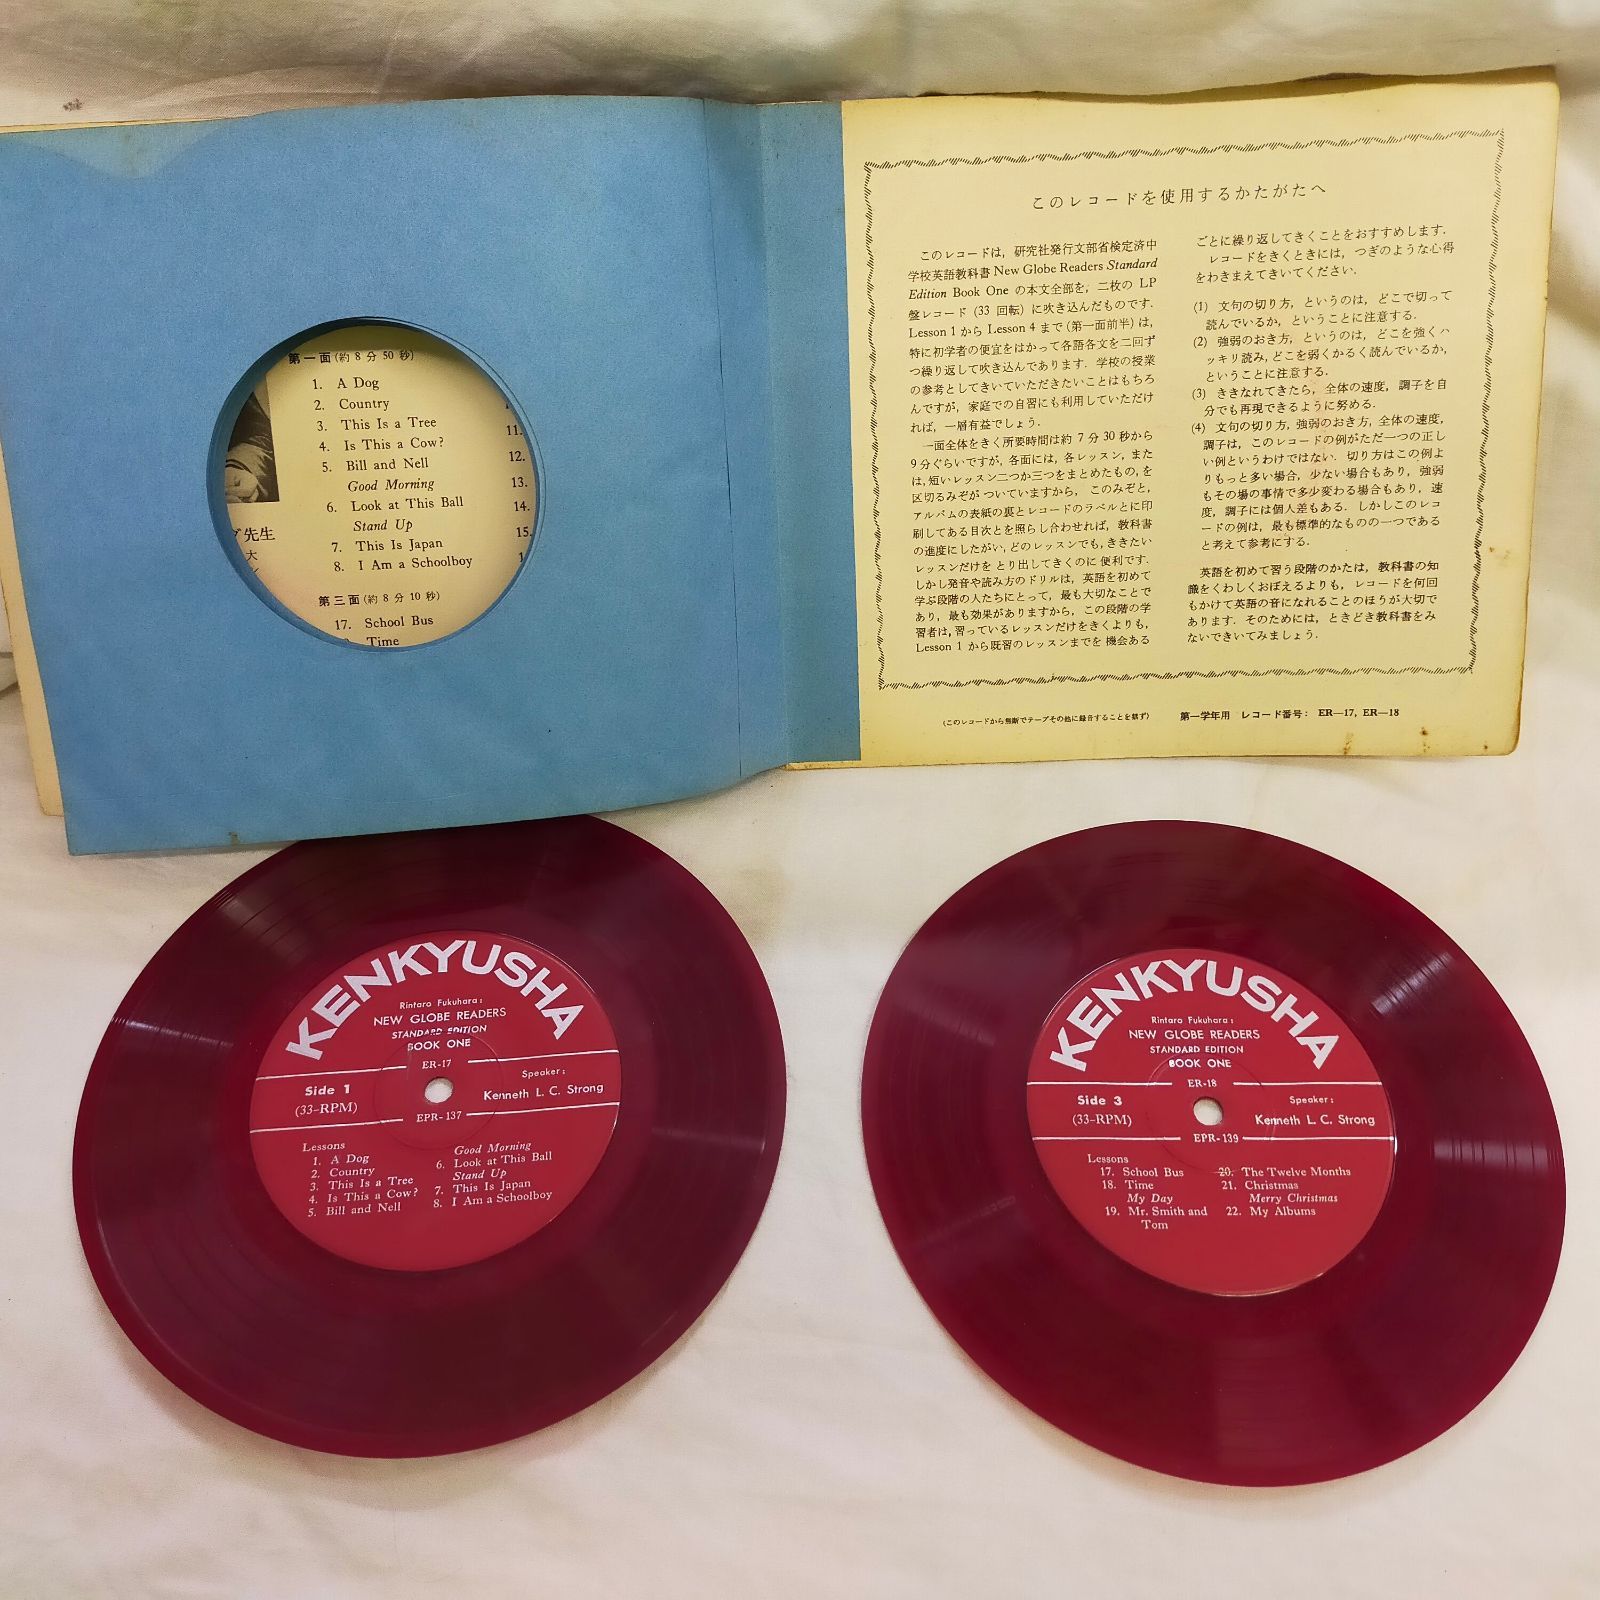 第一面 (約 8 分 50 秒)
1. A Dog
2. Country
3. This Is a Tree
4. Is This a Cow?
5. Bill and Nell
Good Morning
6. Look at This Ball
Stand Up
7. This Is Japan
8. I Am a Schoolboy
11.
12.
13.
14.
15.
先生
大
第三面 (約 8 分 10 秒)
17. School Bus
Time
このレコードを使用するかたがたへ
このレコードは，研究社発行文部省検定済中
学校英語教科書 New Globe Readers Standard
Edition Book One の本文全部を，二枚の LP
盤レコード (33 回転) に吹き込んだものです．
Lesson 1 から Lesson 4 まで (第一面前半) は，
特に初学者の便宜をはかって各語各文を二回ず
つ繰り返して吹き込んであります．学校の授業
の参考としてきいていただきたいことはもちろ
んですが，家庭での自習にも利用していただけ
れば，一層有益でしょう．
一面全体をきく所要時間は約 7 分 30 秒から
9分ぐらいですが，各面には，各レッスン，また
は，短いレッスン二つか三つをまとめたもの，を
区切るみぞが ついていますから， このみぞと，
アルバムの表紙の裏とレコードのラベルとに印
刷してある目次とを照らし合わせれば，教科書
の進度にしたがい，どのレッスンでも，ききたい
レッスンだけを とり出してきくのに 便利です．
しかし発音や読み方のドリルは，英語を初めて
学ぶ段階の人たちにとって，最も大切なことで
あり，最も効果がありますから，この段階の学
習者は，習っているレッスンだけをきくよりも，
Lesson 1 から既習のレッスンまでを 機会ある
ごとに繰り返してきくことをおすすめします．
レコードをきくときには，つぎのような心得
をわきまえてきいてください．
(1) 文句の切り方，というのは，どこで切って
読んでいるか，ということに注意する．
(2) 強弱のおき方，というのは，どこを強くハ
ッキリ読み，どこを弱くかるく読んでいるか，
ということに注意する．
(3) ききなれてきたら，全体の速度，調子を自
分でも再現できるように努める．
(4) 文句の切り方，強弱のおき方，全体の速度，
調子は，このレコードの例がただ一つの正し
い例というわけではない．切り方はこの例よ
りもっと多い場合，少ない場合もあり，強弱
もその場の事情で多少変わる場合もあり，速
度，調子には個人差もある．しかしこのレコ
ードの例は，最も標準的なものの一つである
と考えて参考にする．
英語を初めて習う段階のかたは，教科書の知
識をくわしくおぼえるよりも，レコードを何回
もかけて英語の音になれることのほうが大切で
あります．そのためには，ときどき教科書をみ
ないできいてみましょう．
(このレコードから無断でテープその他に録音することを禁ず)
第一学年用 レコード番号： ER—17, ER—18
KENKYUSHA
Rintaro Fukuhara:
NEW GLOBE READERS
STANDARD EDITION
BOOK ONE
ER-17
Side 1
(33-RPM)
Speaker:
Kenneth L. C. Strong
EPR-137
Lessons
1. A Dog
2. Country
3. This Is a Tree
4. Is This a Cow?
5. Bill and Nell
Good Morning
6. Look at This Ball
Stand Up
7. This Is Japan
8. I Am a Schoolboy
KENKYUSHA
Rintaro Fukuhara:
NEW GLOBE READERS
STANDARD EDITION
BOOK ONE
ER-18
Side 3
(33-RPM)
Speaker:
Kenneth L. C. Strong
EPR-139
Lessons
17. School Bus
18. Time
My Day
19. Mr. Smith and
Tom
20. The Twelve Months
21. Christmas
Merry Christmas
22. My Albums